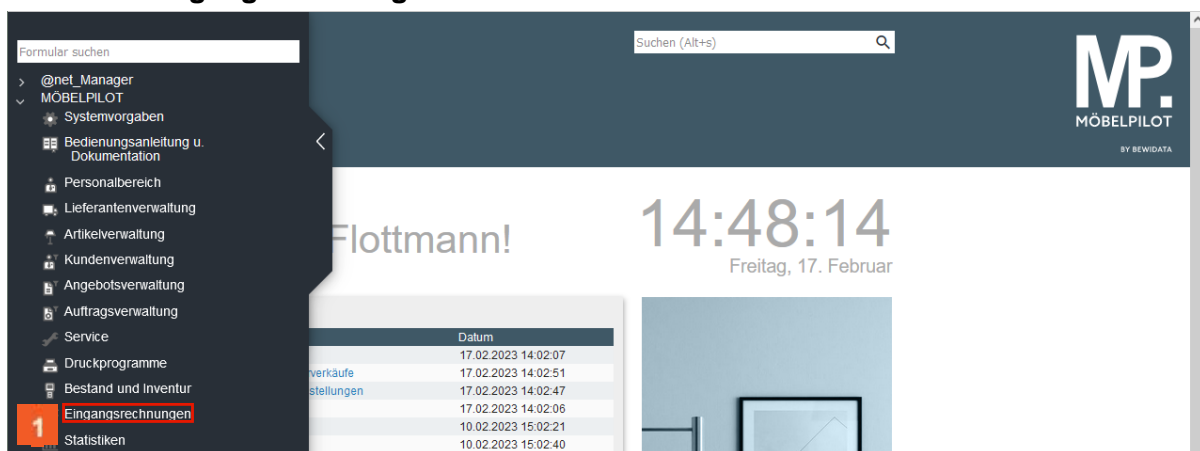 Formular suchen
Suchen (Alt+s)
MP.
MÖBELPILOT
BY BEWIDATA
@net_Manager
MÖBELPILOT
Systemvorgaben
Bedienungsanleitung u.
Dokumentation
Personalbereich
Lieferantenverwaltung
Artikelverwaltung
Kundenverwaltung
Angebotsverwaltung
Auftragsverwaltung
Service
Druckprogramme
Bestand und Inventur
1 Eingangsrechnungen
Statistiken
Flottmann!
14:48:14
Freitag, 17. Februar
Datum
17.02.2023 14:02:07
verkäufe 17.02.2023 14:02:51
stellungen 17.02.2023 14:02:47
17.02.2023 14:02:06
10.02.2023 15:02:21
10.02.2023 15:02:40